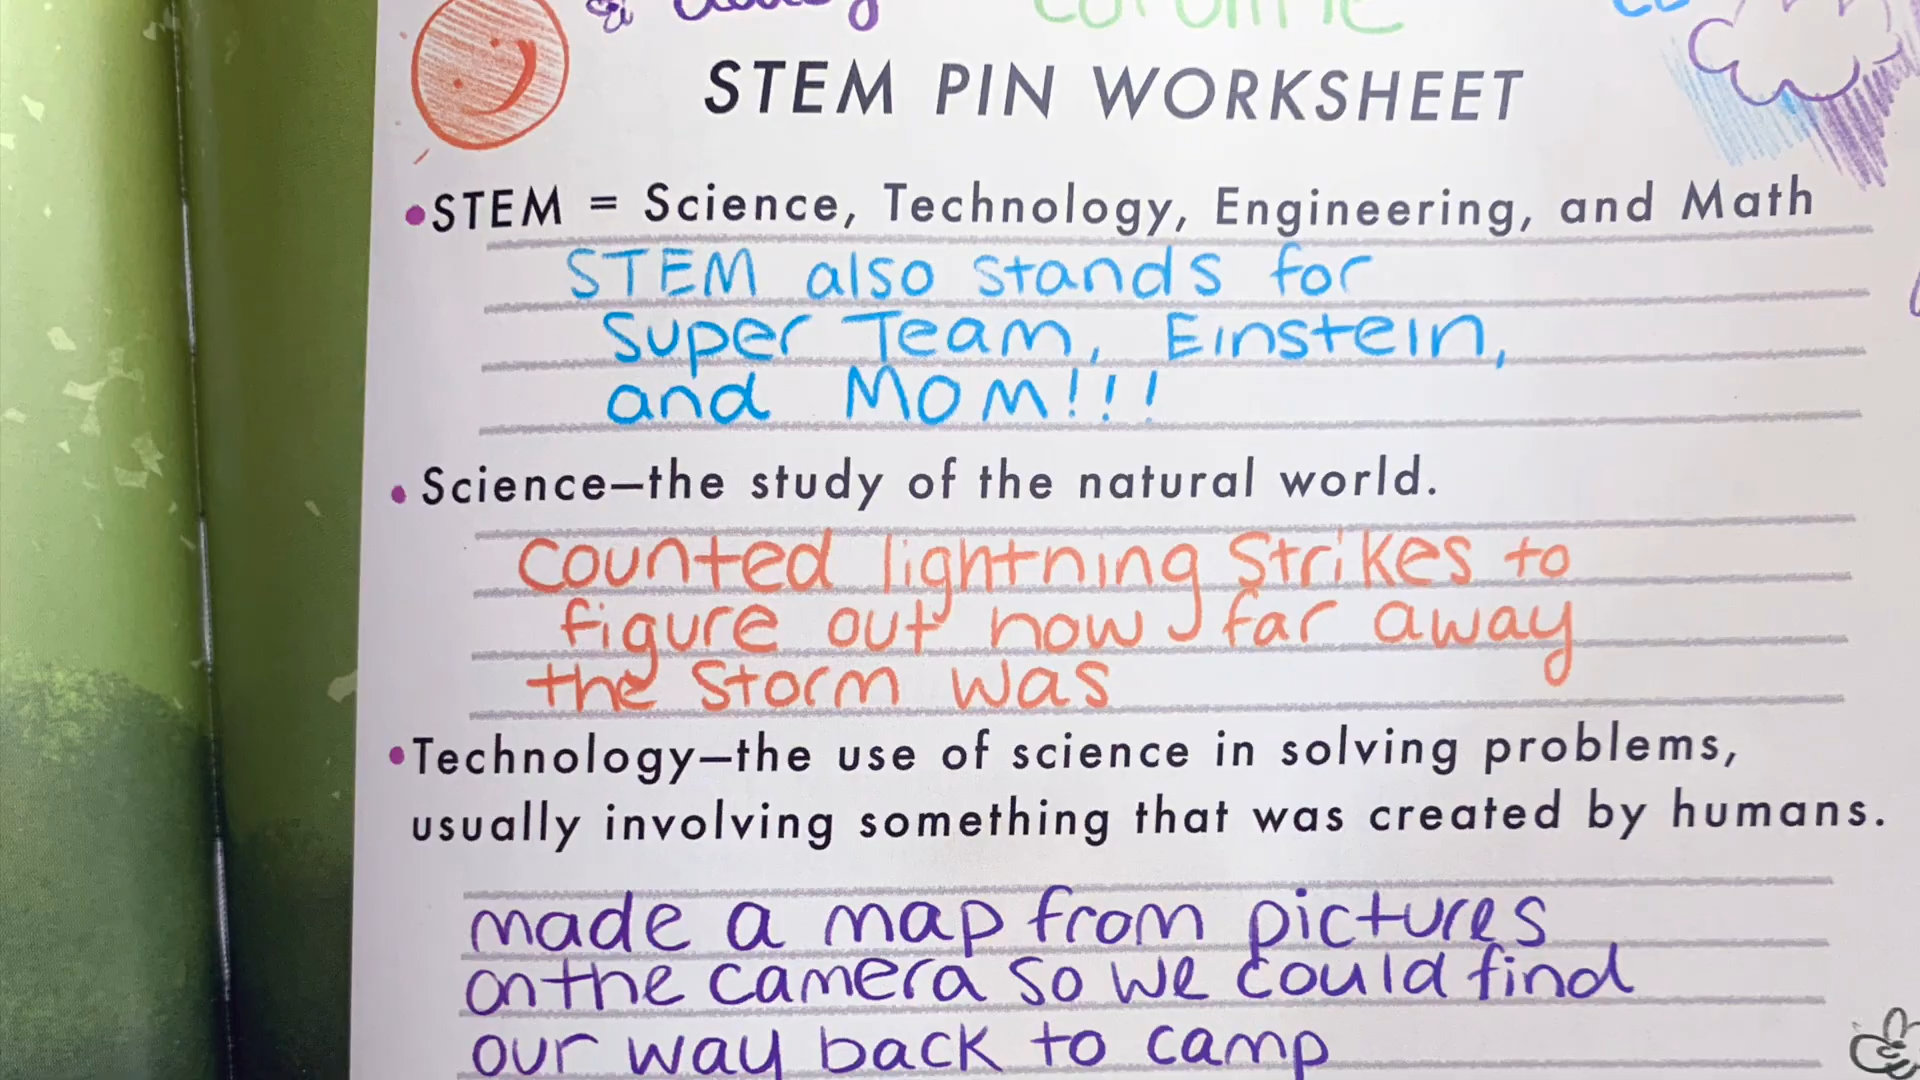 STEM PIN WORKSHEET
•STEM = Science, Technology, Engineering, and Math
STEM also stands for
Super Team, Einstein,
and MOM!!!
• Science—the study of the natural world.
counted lightning strikes to
figure out how far away
the storm was
•Technology—the use of science in solving problems,
usually involving something that was created by humans.
made a map from pictures
on the camera so we could find
our way back to camp